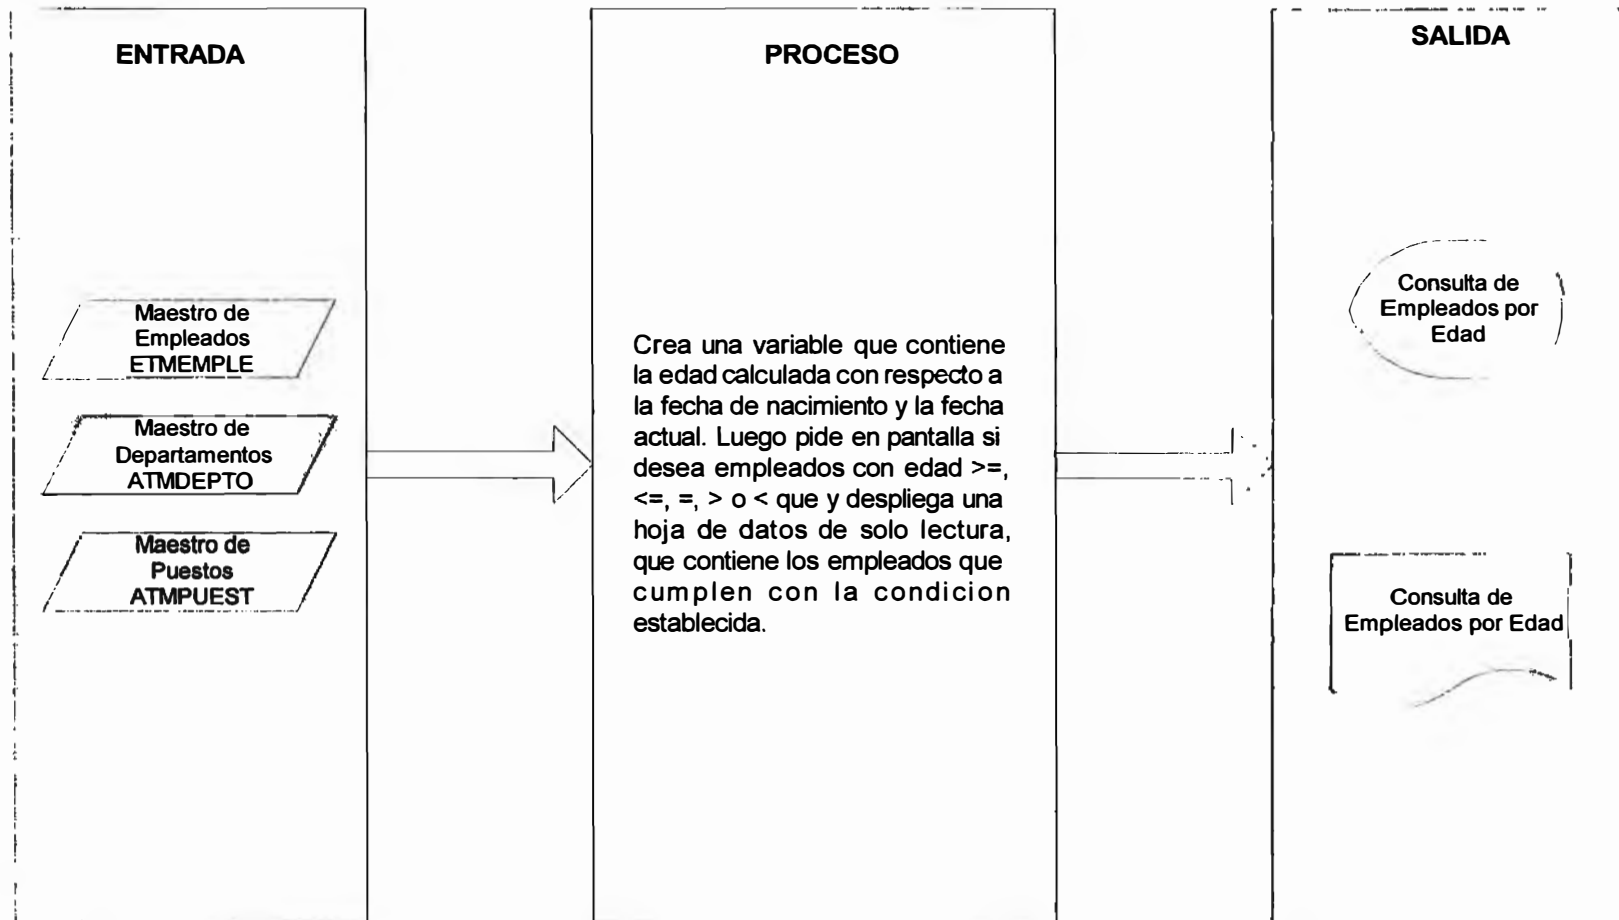 ENTRADA
Maestro de
Empleados
ETMEMPLE
Maestro de
Departamentos
ATMDEPTO
Maestro de
Puestos
ATMPUEST
PROCESO
Crea una variable que contiene
la edad calculada con respecto a
la fecha de nacimiento y la fecha
actual. Luego pide en pantalla si
desea empleados con edad >=,
<=, =, > o < que y despliega una
hoja de datos de solo lectura,
que contiene los empleados que
cumplen con la condicion
establecida.
SALIDA
Consulta de
Empleados por
Edad
Consulta de
Empleados por Edad